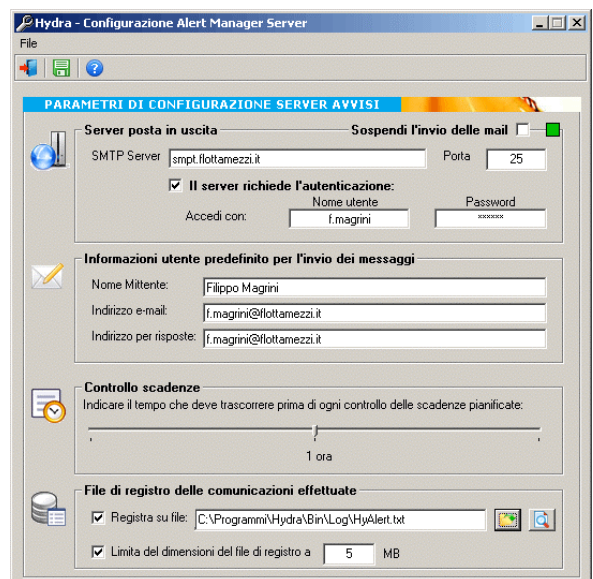 Hydra - Configurazione Alert Manager Server
File
PARAMETRI DI CONFIGURAZIONE SERVER AVVISI
Server posta in uscita Sospendi l'invio delle mail
SMTP Server smpt.flottamezzi.it Porta 25
Il server richiede l'autenticazione:
Nome utente Password
Accedi con: f.magrini ××××××
Informazioni utente predefinito per l'invio dei messaggi
Nome Mittente: Filippo Magrini
Indirizzo e-mail: f.magrini@flottamezzi.it
Indirizzo per risposte: f.magrini@flottamezzi.it
Controllo scadenze
Indicare il tempo che deve trascorrere prima di ogni controllo delle scadenze pianificate:
1 ora
File di registro delle comunicazioni effettuate
Registra su file: C:\Programmi\Hydra\Bin\Log\HyAlert.txt
Limita del dimensioni del file di registro a 5 MB